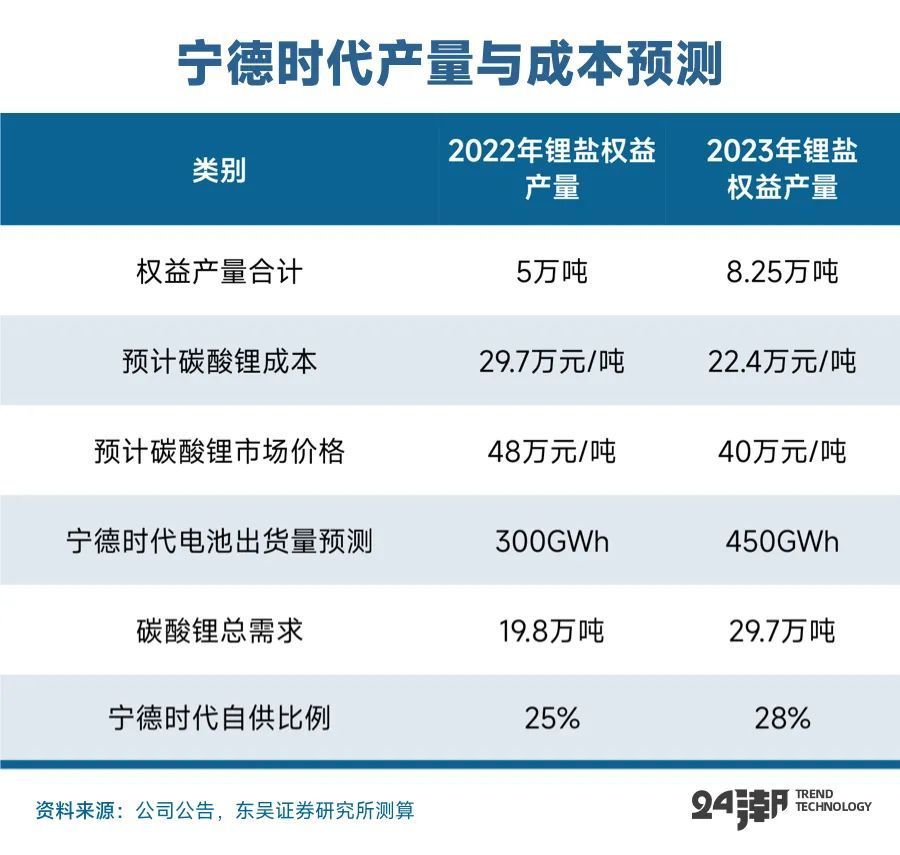 宁德时代产量与成本预测
类别
2022年锂盐权益
产量
2023年锂盐
权益产量
权益产量合计
5万吨
8.25万吨
预计碳酸锂成本
29.7万元/吨
22.4万元/吨
预计碳酸锂市场价格
48万元/吨
40万元/吨
宁德时代电池出货量预测
300GWh
450GWh
碳酸锂总需求
19.8万吨
29.7万吨
宁德时代自供比例
25%
28%
资料来源：公司公告，东吴证券研究所测算
24潮
TREND
TECHNOLOGY